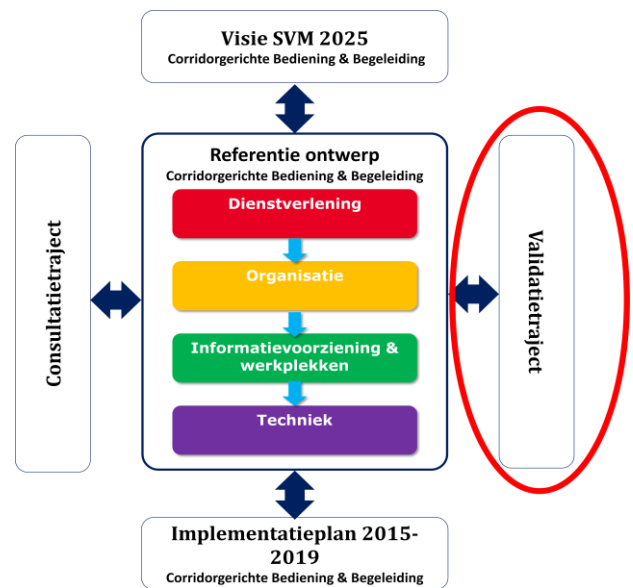 Visie SVM 2025
Corridorgerichte Bediening & Begeleiding
Consultatietraject
Referentie ontwerp
Corridorgerichte Bediening & Begeleiding
Dienstverlening
Organisatie
Informatievoorziening &
werkplekken
Techniek
Validatietraject
Implementatieplan 2015-
2019
Corridorgerichte Bediening & Begeleiding